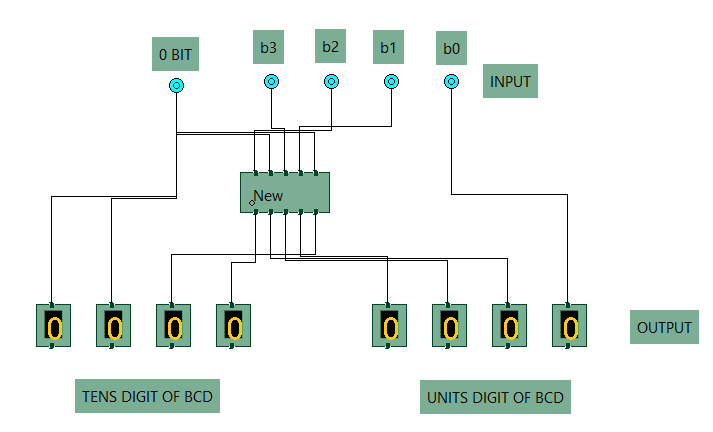 0 BIT
b3
b2
b1
b0
INPUT
New
0 0 0 0 0 0 0 0
OUTPUT
TENS DIGIT OF BCD
UNITS DIGIT OF BCD